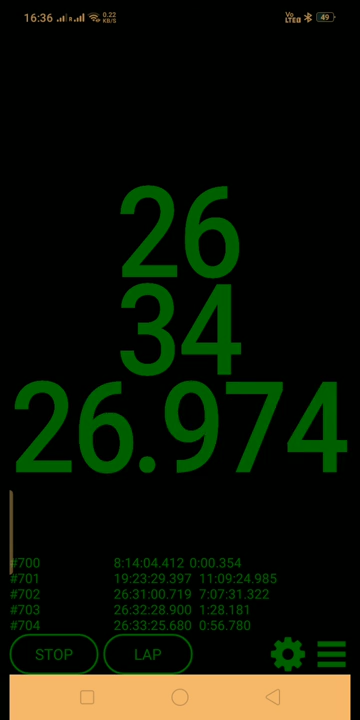 16:36 0.22 KB/S Vo LTE2 49
26
34
26.974
#700 8:14:04.412 0:00.354
#701 19:23:29.397 11:09:24.985
#702 26:31:00.719 7:07:31.322
#703 26:32:28.900 1:28.181
#704 26:33:25.680 0:56.780
STOP LAP